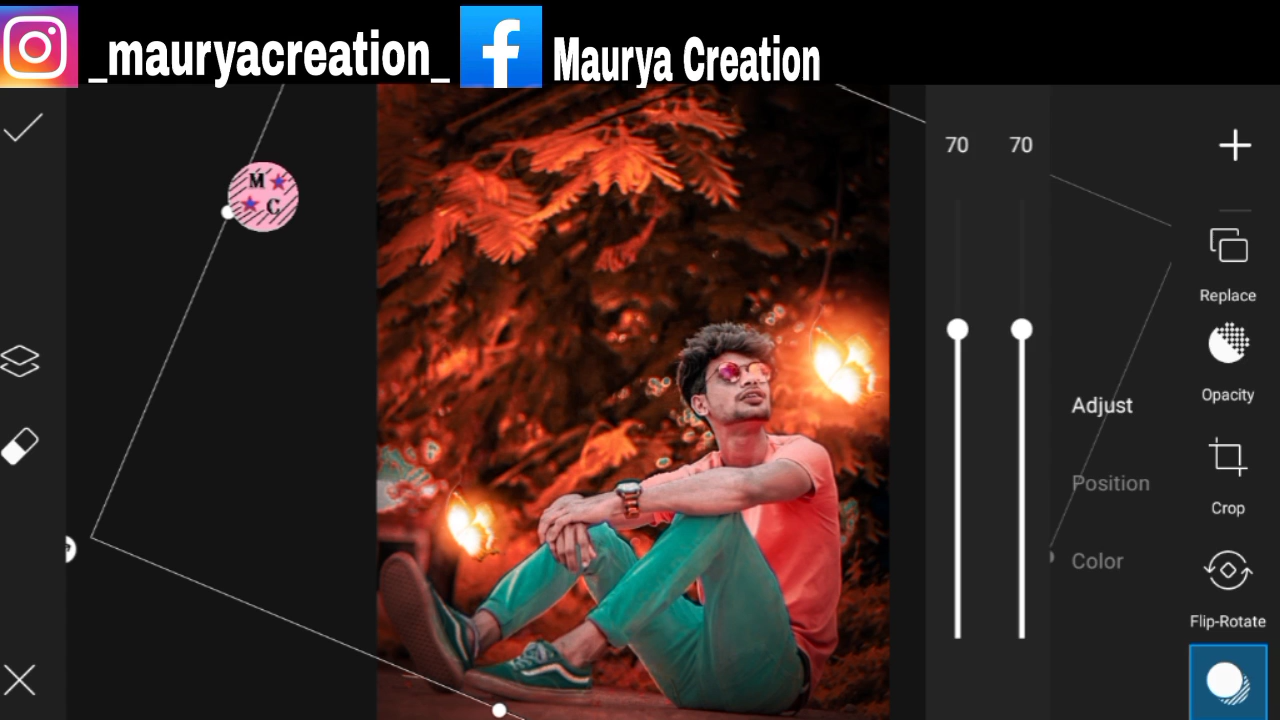 _mauryacreation_ f Maurya Creation
M
C
70 70
Replace
Opacity
Adjust
Position
Crop
Color
Flip-Rotate